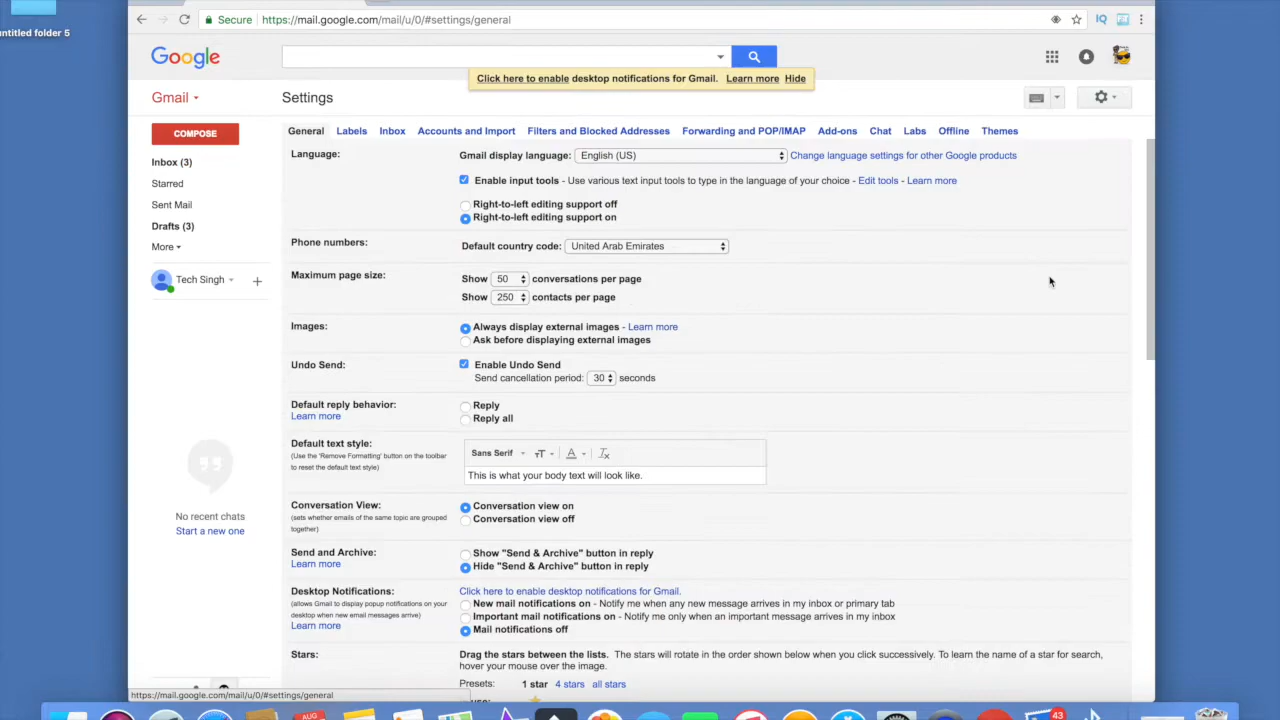 untitled folder 5
Secure https://mail.google.com/mail/u/0/#settings/general
IQ
Google
Click here to enable desktop notifications for Gmail. Learn more Hide
Gmail
Settings
COMPOSE
Inbox (3)
Starred
Sent Mail
Drafts (3)
More
Tech Singh
No recent chats
Start a new one
General Labels Inbox Accounts and Import Filters and Blocked Addresses Forwarding and POP/IMAP Add-ons Chat Labs Offline Themes
Language:
Gmail display language: English (US) Change language settings for other Google products
Enable input tools - Use various text input tools to type in the language of your choice - Edit tools - Learn more
Right-to-left editing support off
Right-to-left editing support on
Phone numbers:
Default country code: United Arab Emirates
Maximum page size:
Show 50 conversations per page
Show 250 contacts per page
Images:
Always display external images - Learn more
Ask before displaying external images
Undo Send:
Enable Undo Send
Send cancellation period: 30 seconds
Default reply behavior:
Learn more
Reply
Reply all
Default text style:
(Use the 'Remove Formatting' button on the toolbar
to reset the default text style)
Sans Serif
This is what your body text will look like.
Conversation View:
(sets whether emails of the same topic are grouped
together)
Conversation view on
Conversation view off
Send and Archive:
Learn more
Show "Send & Archive" button in reply
Hide "Send & Archive" button in reply
Desktop Notifications:
(allows Gmail to display popup notifications on your
desktop when new email messages arrive)
Learn more
Click here to enable desktop notifications for Gmail.
New mail notifications on - Notify me when any new message arrives in my inbox or primary tab
Important mail notifications on - Notify me only when an important message arrives in my inbox
Mail notifications off
Stars:
Drag the stars between the lists. The stars will rotate in the order shown below when you click successively. To learn the name of a star for search,
hover your mouse over the image.
Presets: 1 star 4 stars all stars
https://mail.google.com/mail/u/0/#settings/general
AUG
43